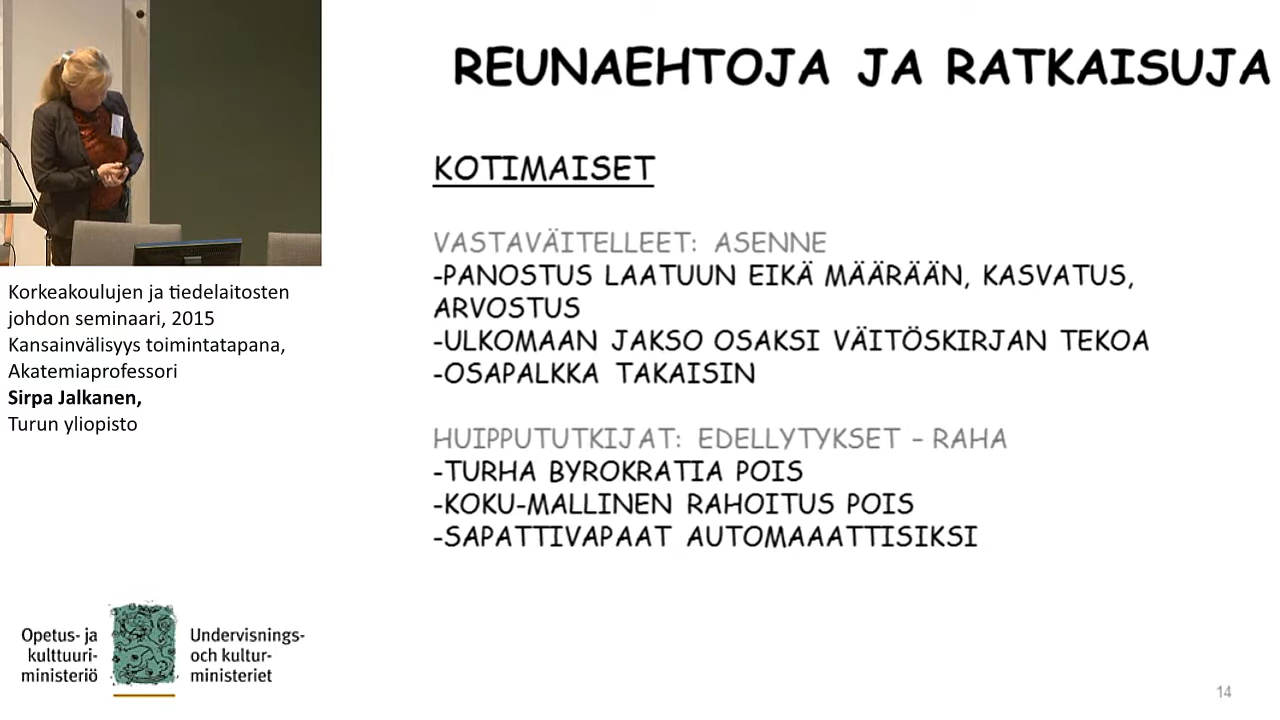 REUNAEHTOJA JA RATKAISUJA
KOTIMAISET
VASTAVÄITELLEET: ASENNE
-PANOSTUS LAATUUN EIKÄ MÄÄRÄÄN, KASVATUS,
ARVOSTUS
-ULKOMAAN JAKSO OSAKSI VÄITÖSKIRJAN TEKOA
-OSAPALKKA TAKAISIN
HUIPPUTUTKIJAT: EDELLYTYKSET – RAHA
-TURHA BYROKRATIA POIS
-KOKU-MALLINEN RAHOITUS POIS
-SAPATTIVAPAAT AUTOMAAATTISIKSI
Korkeakoulujen ja tiedelaitosten
johdon seminaari, 2015
Kansainvälisyys toimintatapana,
Akatemiaprofessori
Sirpa Jalkanen,
Turun yliopisto
Opetus- ja
kulttuuri-
ministeriö
Undervisnings-
och kultur-
ministeriet
14